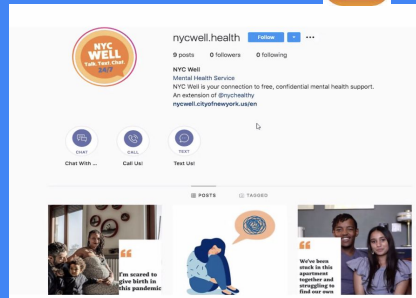 NYC
WELL
Talk. Text. Chat.
24/7
nycwell.health Follow
9 posts 0 followers 0 following
NYC Well
Mental Health Service
NYC Well is your connection to free, confidential mental health support.
An extension of @nychealthy
nycwell.cityofnewyork.us/en
CHAT CALL TEXT
Chat With ... Call Us! Text Us!
POSTS TAGGED
I'm scared to
give birth in
this pandemic
We've been
stuck in this
apartment
together and
struggling to
find our own